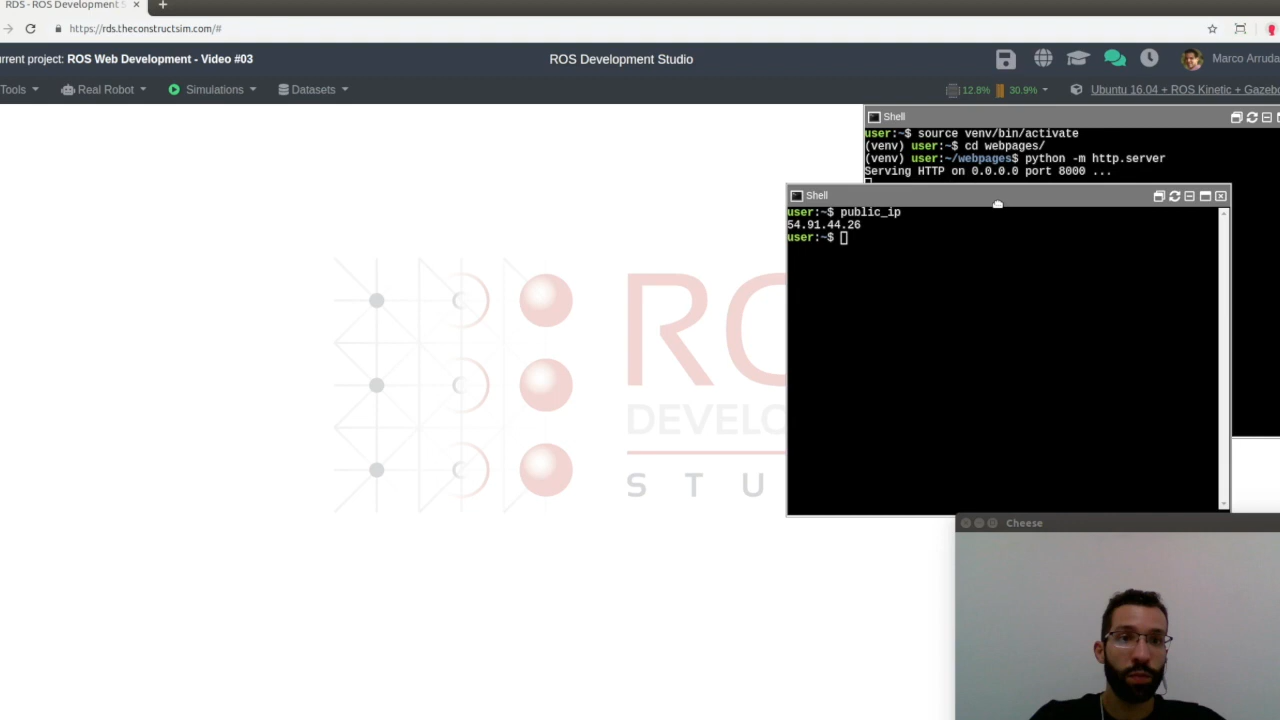 RDS - ROS Development S
https://rds.theconstructsim.com/#
rrent project: ROS Web Development - Video #03
ROS Development Studio
Marco Arruda
Tools
Real Robot
Simulations
Datasets
12.8%
30.9%
Ubuntu 16.04 + ROS Kinetic + Gazebo
Shell
user:~$ source venv/bin/activate
(venv) user:~$ cd webpages/
(venv) user:~/webpages$ python -m http.server
Serving HTTP on 0.0.0.0 port 8000 ...
Shell
user:~$ public_ip
54.91.44.26
user:~$
RO
DEVELO
STU
Cheese